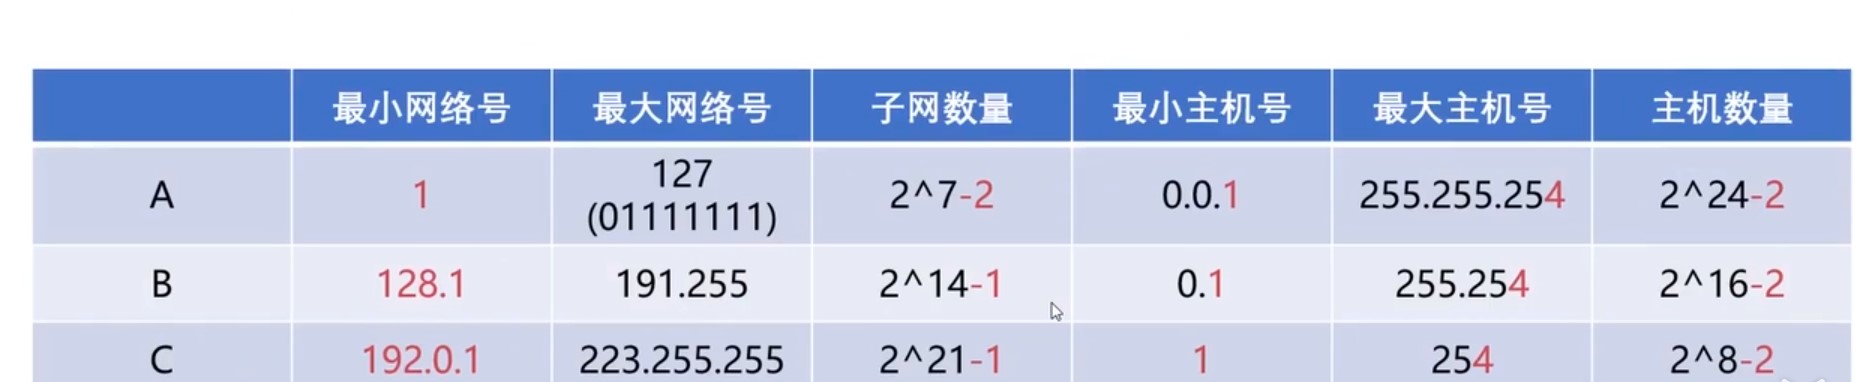 最小网络号 最大网络号 子网数量 最小主机号 最大主机号 主机数量
A 1 127 (01111111) 2^7-2 0.0.1 255.255.254 2^24-2
B 128.1 191.255 2^14-1 0.1 255.254 2^16-2
C 192.0.1 223.255.255 2^21-1 1 254 2^8-2